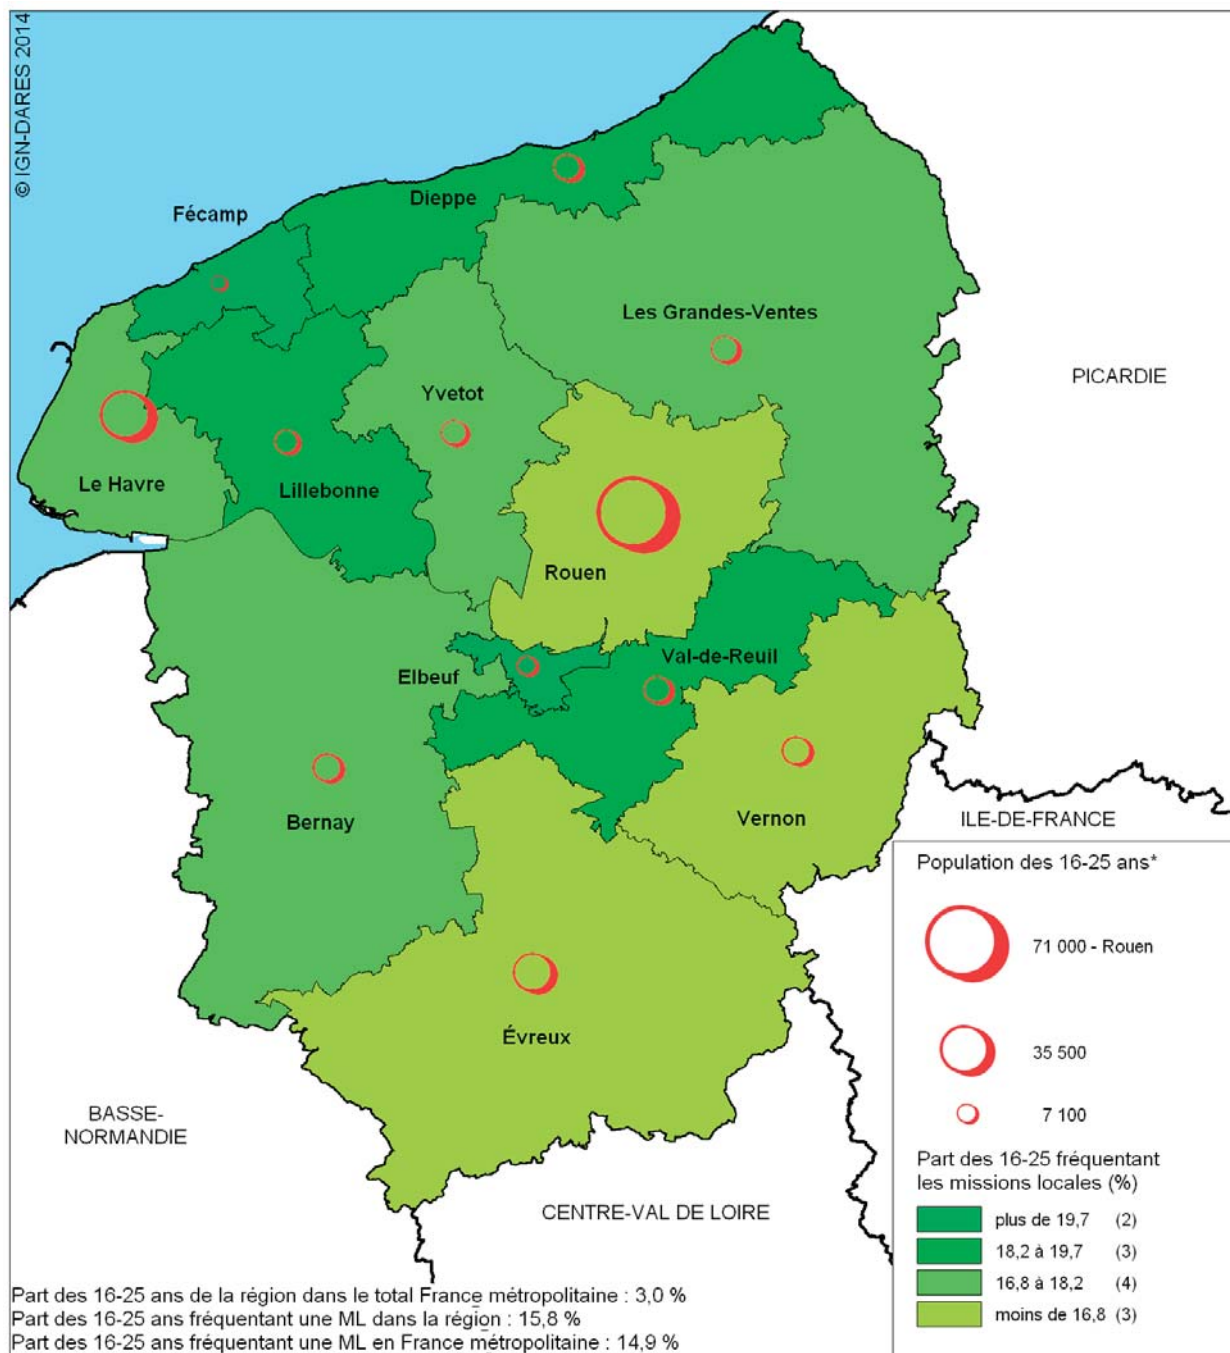 © IGN-DARES 2014
Fécamp
Dieppe
Les Grandes-Ventes
PICARDIE
Yvetot
Le Havre
Lillebonne
Rouen
Elbeuf
Val-de-Reuil
Bernay
Vernon
ILE-DE-FRANCE
Évreux
BASSE-
NORMANDIE
CENTRE-VAL DE LOIRE
Population des 16-25 ans*
71 000 - Rouen
35 500
7 100
Part des 16-25 fréquentant
les missions locales (%)
plus de 19,7 (2)
18,2 à 19,7 (3)
16,8 à 18,2 (4)
moins de 16,8 (3)
Part des 16-25 ans de la région dans le total France métropolitaine : 3,0 %
Part des 16-25 ans fréquentant une ML dans la région : 15,8 %
Part des 16-25 ans fréquentant une ML en France métropolitaine : 14,9 %